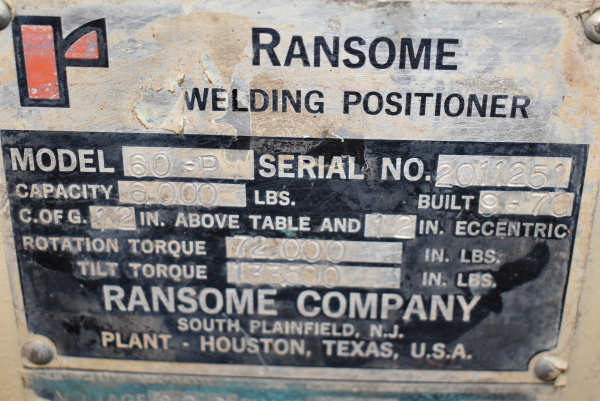 RANSOME
WELDING POSITIONER
MODEL 60-P SERIAL NO. 2011251
CAPACITY 6,000 LBS. BUILT 9-70
C. OF G. 12 IN. ABOVE TABLE AND 12 IN. ECCENTRIC
ROTATION TORQUE 72,000 IN. LBS.
TILT TORQUE 133500 IN. LBS.
RANSOME COMPANY
SOUTH PLAINFIELD, N.J.
PLANT - HOUSTON, TEXAS, U.S.A.